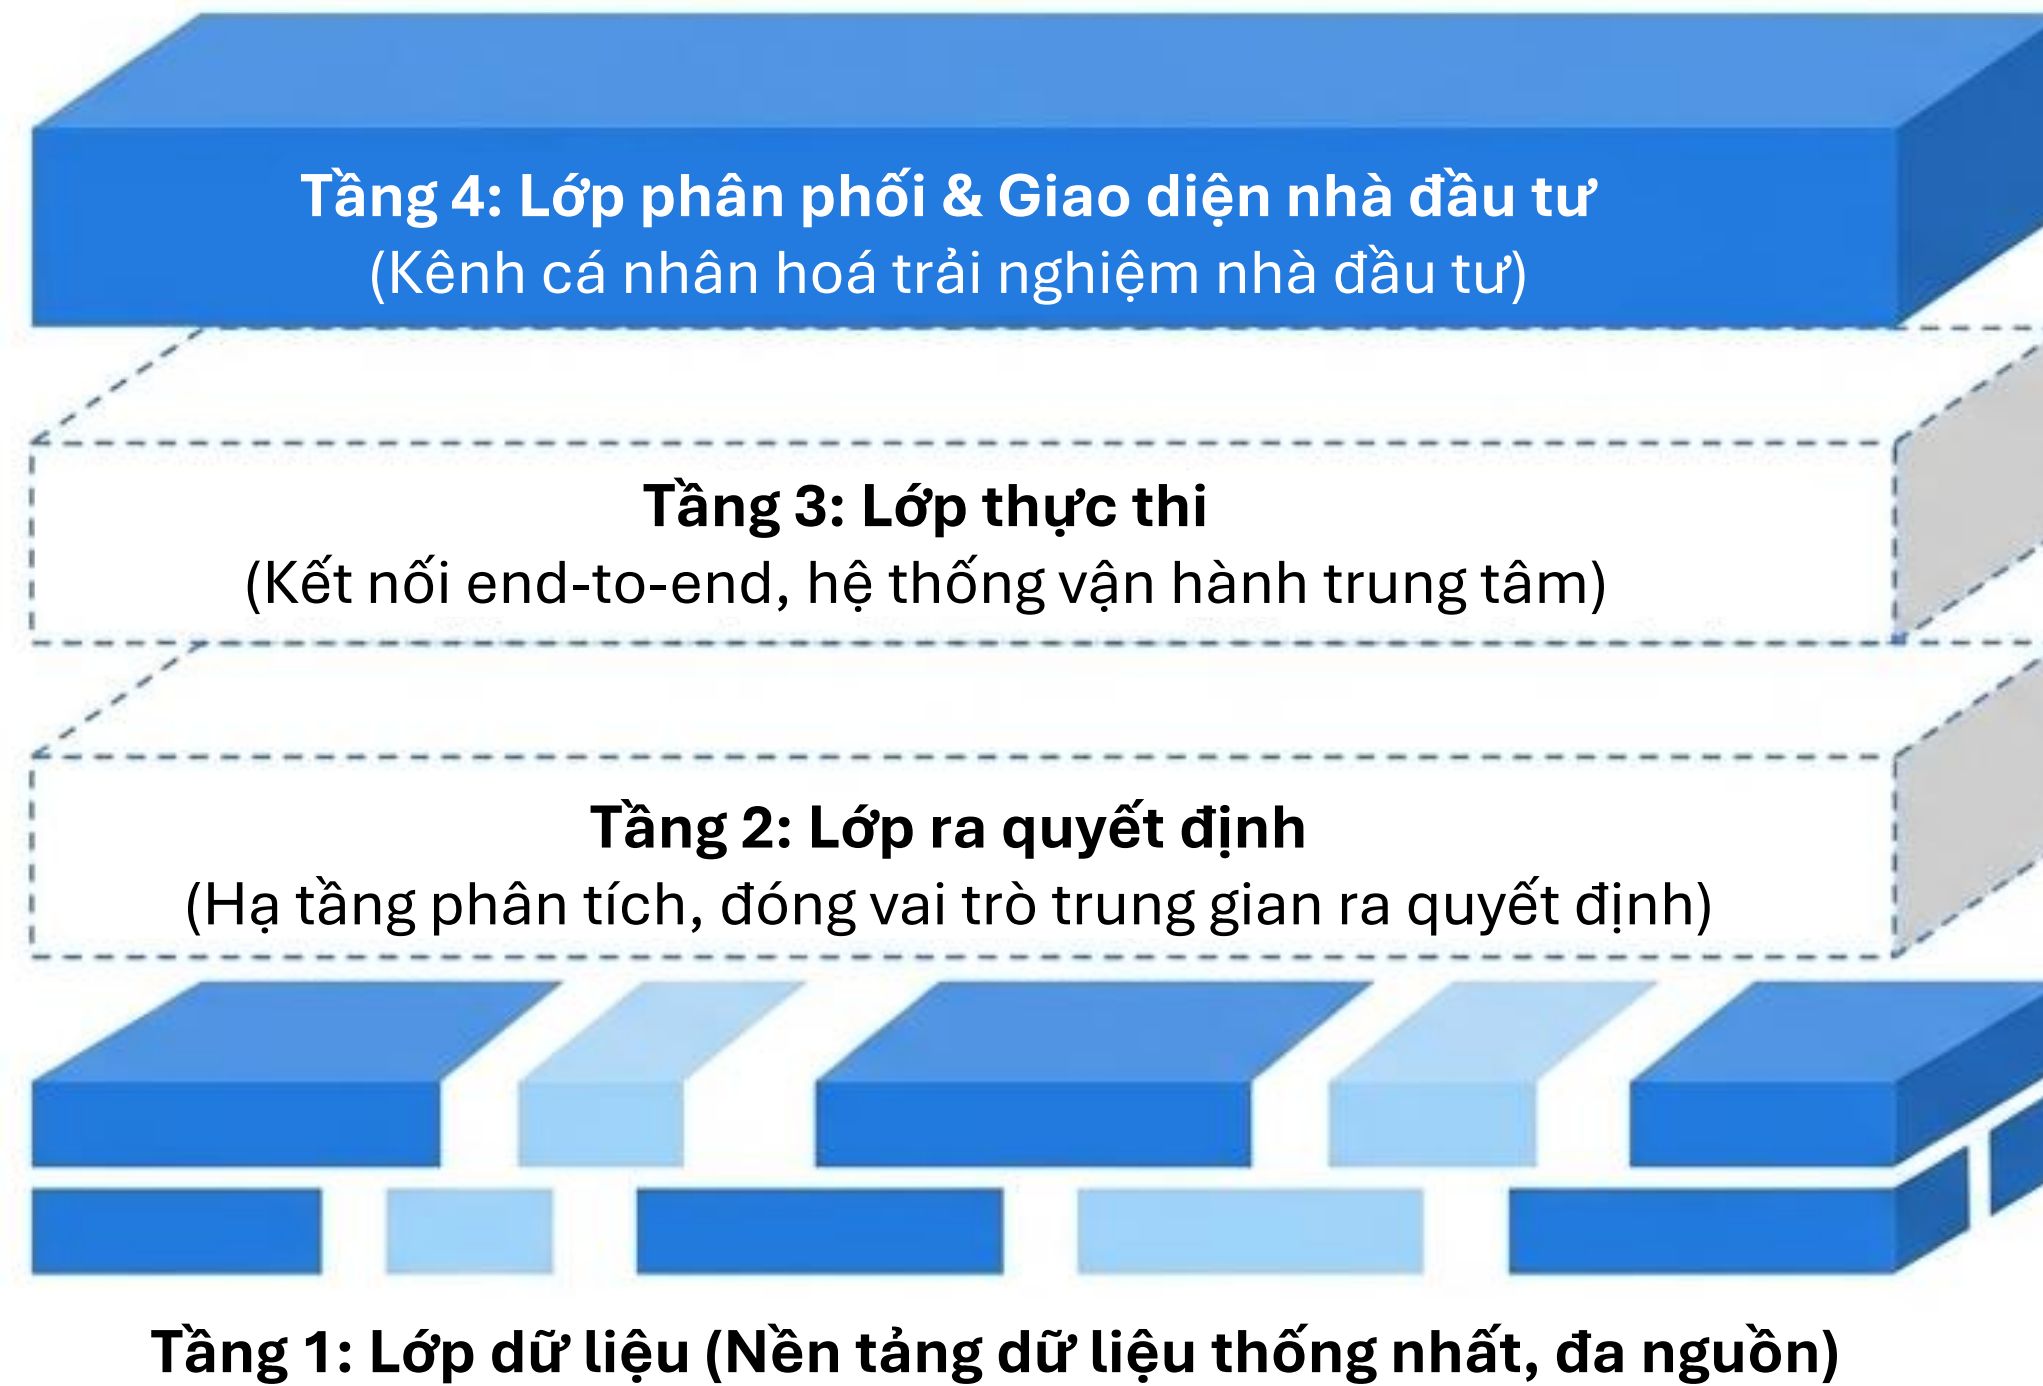 Tầng 4: Lớp phân phối & Giao diện nhà đầu tư
(Kênh cá nhân hoá trải nghiệm nhà đầu tư)
Tầng 3: Lớp thực thi
(Kết nối end-to-end, hệ thống vận hành trung tâm)
Tầng 2: Lớp ra quyết định
(Hạ tầng phân tích, đóng vai trò trung gian ra quyết định)
Tầng 1: Lớp dữ liệu (Nền tảng dữ liệu thống nhất, đa nguồn)